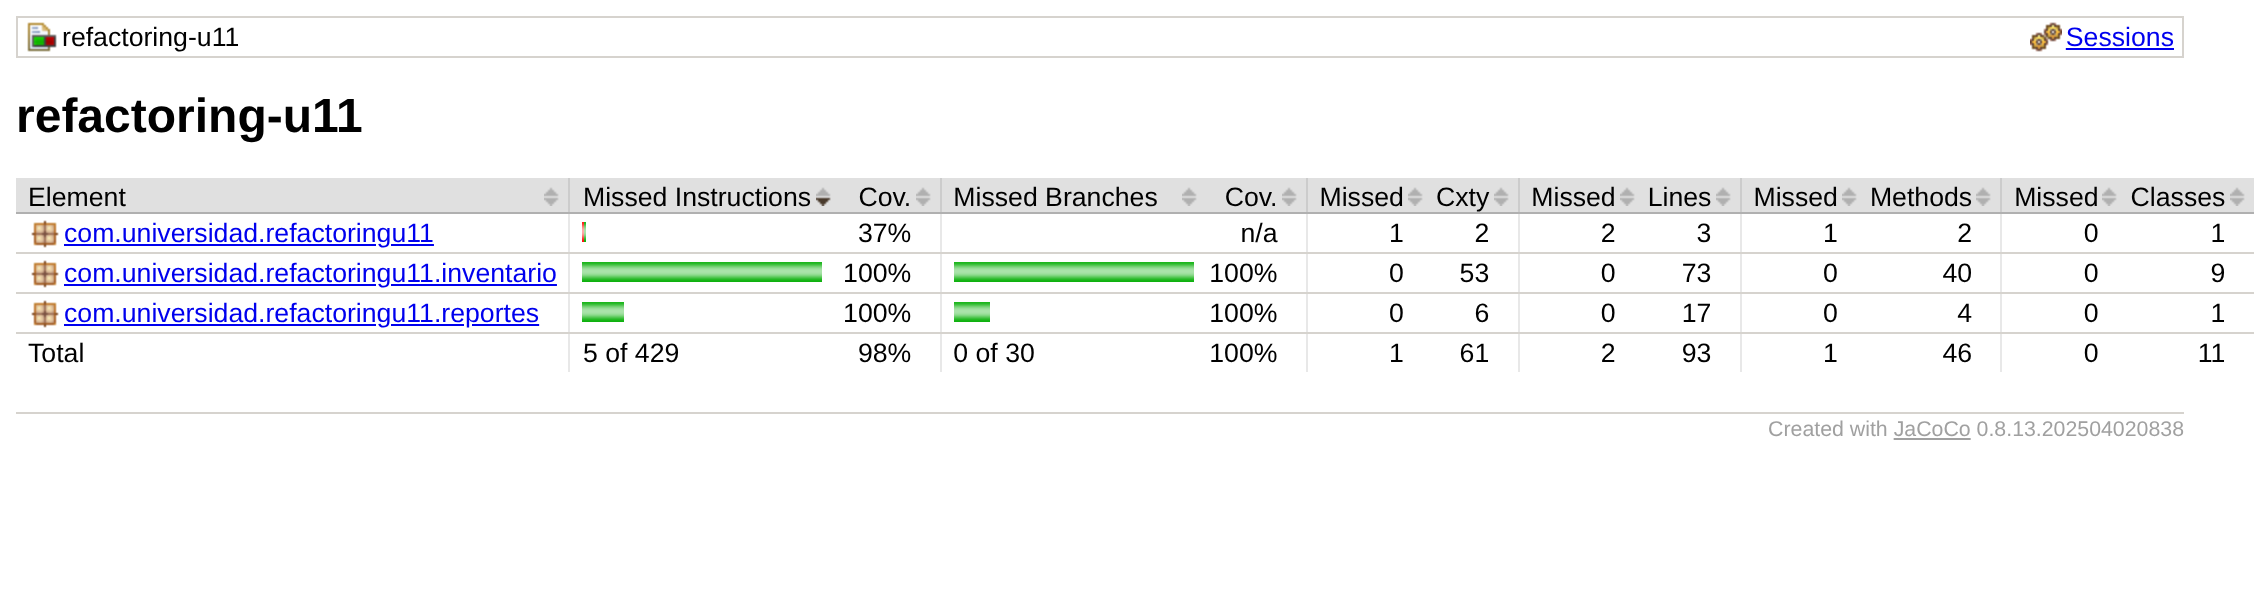 refactoring-u11 Sessions
refactoring-u11
Element Missed Instructions Cov. Missed Branches Cov. Missed Cxty Missed Lines Missed Methods Missed Classes
com.universidad.refactoringu11 37% n/a 1 2 2 3 1 2 0 1
com.universidad.refactoringu11.inventario 100% 100% 0 53 0 73 0 40 0 9
com.universidad.refactoringu11.reportes 100% 100% 0 6 0 17 0 4 0 1
Total 5 of 429 98% 0 of 30 100% 1 61 2 93 1 46 0 11
Created with JaCoCo 0.8.13.202504020838